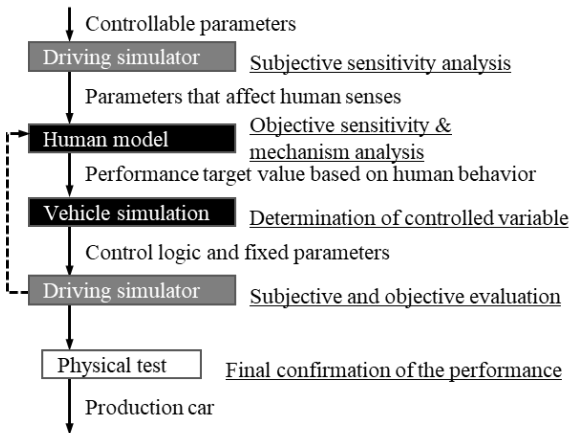 Controllable parameters
Driving simulator
Subjective sensitivity analysis
Parameters that affect human senses
Human model
Objective sensitivity &
mechanism analysis
Performance target value based on human behavior
Vehicle simulation
Determination of controlled variable
Control logic and fixed parameters
Driving simulator
Subjective and objective evaluation
Physical test
Final confirmation of the performance
Production car